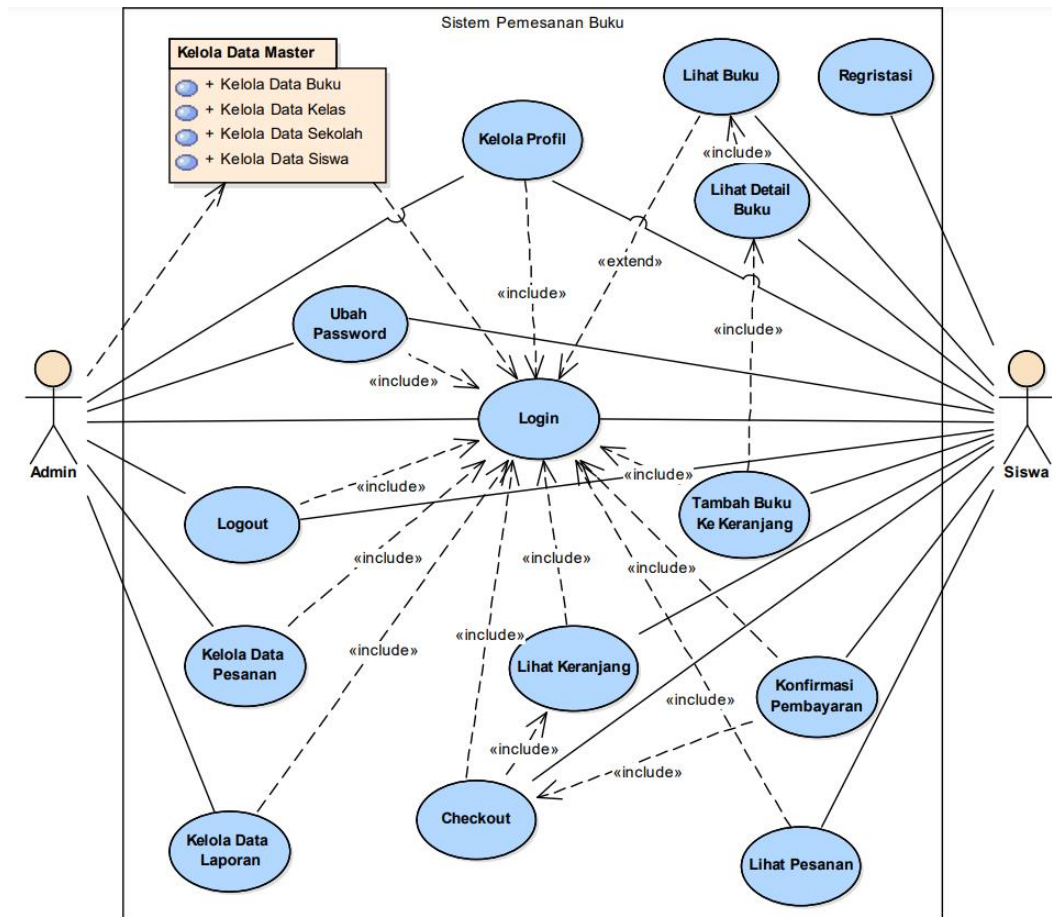 Sistem Pemesanan Buku
Kelola Data Master
+ Kelola Data Buku
+ Kelola Data Kelas
+ Kelola Data Sekolah
+ Kelola Data Siswa
Lihat Buku
Regristasi
Kelola Profil
«include»
Lihat Detail
Buku
«extend»
«include»
Ubah
Password
«include»
«include»
Login
Admin
Siswa
«include»
«include»
Logout
Tambah Buku
Ke Keranjang
«include»
«include»
«include»
«include»
«include»
Kelola Data
Pesanan
Lihat Keranjang
Konfirmasi
Pembayaran
«include»
«include»
«include»
Checkout
Kelola Data
Laporan
Lihat Pesanan